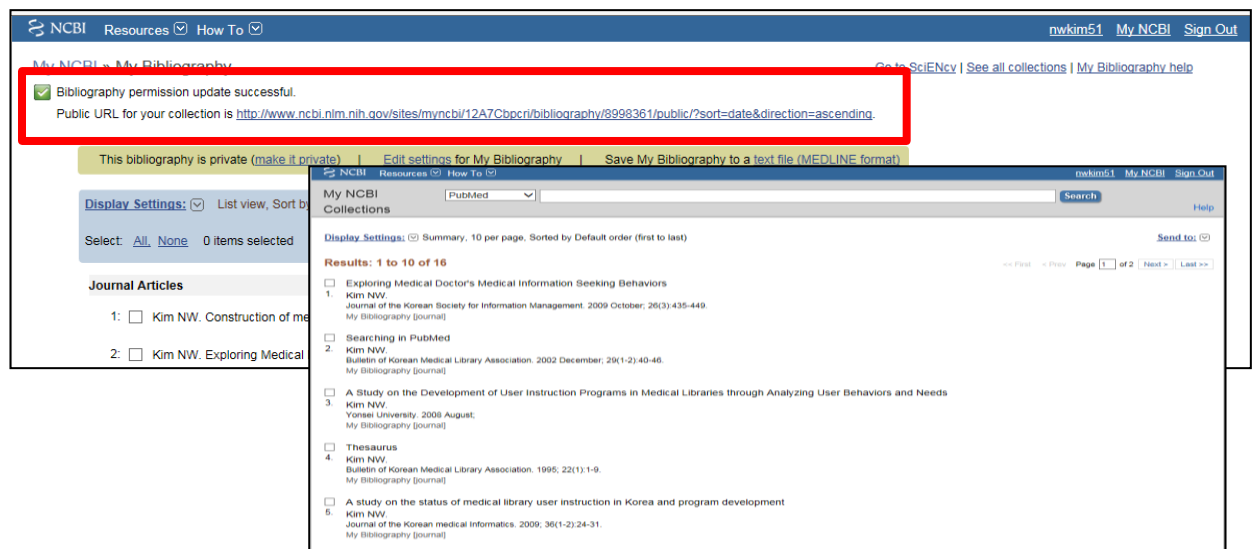 NCBI Resources How To nwkim51 My NCBI Sign Out
My NCBI » My Bibliography Go to SciENcv | See all collections | My Bibliography help
Bibliography permission update successful.
Public URL for your collection is http://www.ncbi.nlm.nih.gov/sites/myncbi/12A7Cbpcri/bibliography/8998361/public/?sort=date&direction=ascending.
This bibliography is private (make it private) | Edit settings for My Bibliography | Save My Bibliography to a text file (MEDLINE format)
Display Settings: List view, Sort by
Select: All, None 0 items selected
Journal Articles
1: Kim NW. Construction of me
2: Kim NW. Exploring Medical
NCBI Resources How To nwkim51 My NCBI Sign Out
My NCBI
Collections
PubMed Search
Help
Display Settings: Summary, 10 per page, Sorted by Default order (first to last) Send to:
Results: 1 to 10 of 16 << First < Prev Page 1 of 2 Next > Last >>
Exploring Medical Doctor's Medical Information Seeking Behaviors
1. Kim NW.
Journal of the Korean Society for Information Management. 2009 October; 26(3):435-449.
My Bibliography [journal]
Searching in PubMed
2. Kim NW.
Bulletin of Korean Medical Library Association. 2002 December; 29(1-2):40-46.
My Bibliography [journal]
A Study on the Development of User Instruction Programs in Medical Libraries through Analyzing User Behaviors and Needs
3. Kim NW.
Yonsei University. 2008 August;
My Bibliography [journal]
Thesaurus
4. Kim NW.
Bulletin of Korean Medical Library Association. 1995; 22(1):1-9.
My Bibliography [journal]
A study on the status of medical library user instruction in Korea and program development
5. Kim NW.
Journal of the Korean medical Informatics. 2009; 36(1-2):24-31.
My Bibliography [journal]